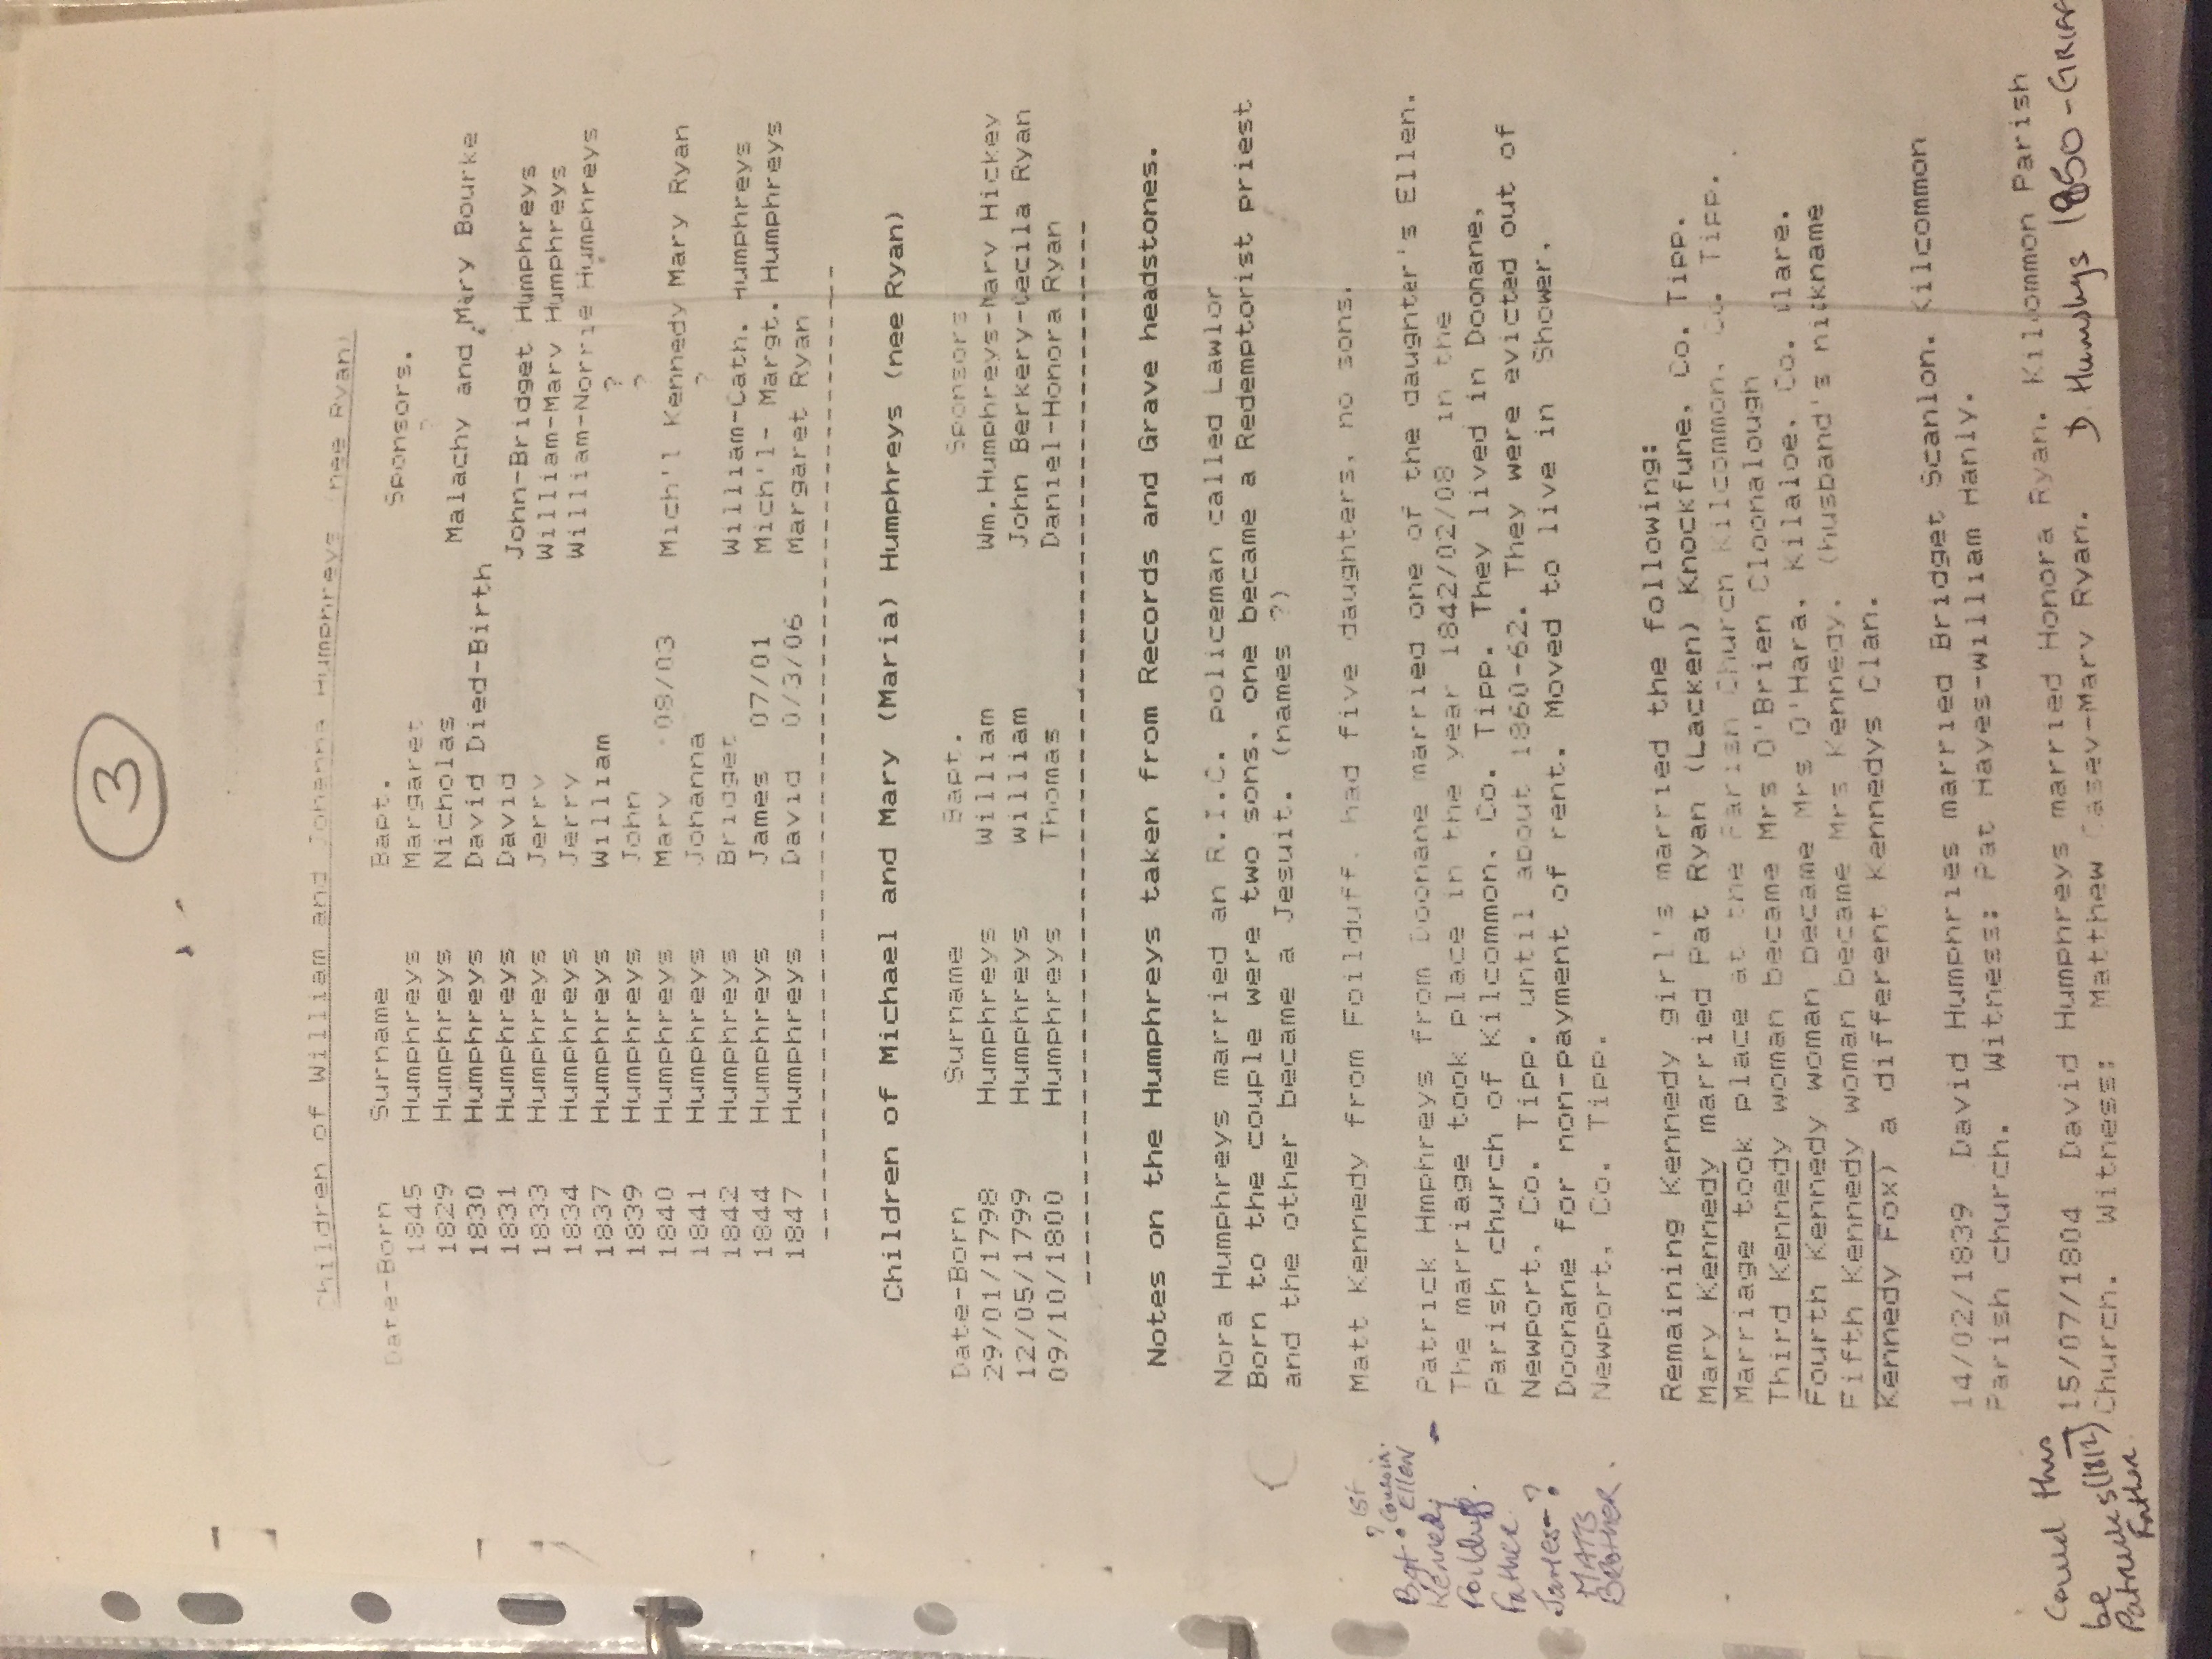 3
Children of William and Johanna Humphreys (nee Ryan)
Date-Born Surname Bapt. Sponsors.
1845 Humphreys Margaret ?
1829 Humphreys Nicholas Malachy and Mary Bourke
1830 Humphreys David Died-Birth
1831 Humphreys David John-Bridget Humphreys
1833 Humphreys Jerry William-Mary Humphreys
1834 Humphreys Jerry William-Norrie Humphreys
1837 Humphreys William ?
1839 Humphreys John ?
1840 Humphreys Mary 08/03 Mich'l Kennedy Mary Ryan
1841 Humphreys Johanna ?
1842 Humphreys Bridget William-Cath. Humphreys
1844 Humphreys James 07/01 Mich'l- Margt. Humphreys
1847 Humphreys David 0/3/06 Margaret Ryan
Children of Michael and Mary (Maria) Humphreys (nee Ryan)
Date-Born Surname Bapt. Sponsors
29/01/1798 Humphreys William Wm.Humphreys-Mary Hickey
12/05/1799 Humphreys William John Berkery-Cecila Ryan
09/10/1800 Humphreys Thomas Daniel-Honora Ryan
Notes on the Humphreys taken from Records and Grave headstones.
Nora Humphreys married an R.I.C. policeman called Lawlor
Born to the couple were two sons, one became a Redemptorist priest
and the other became a Jesuit. (names ?)
Matt Kennedy from Foilduff, had five daughters, no sons.
Patrick Hmphreys from Doonane married one of the daughter's Ellen.
The marriage took place in the year 1842/02/08 in the
Parish church of Kilcommon, Co. Tipp. They lived in Doonane,
Newport, Co. Tipp. until about 1860-62. They were evicted out of
Doonane for non-payment of rent. Moved to live in Shower,
Newport, Co. Tipp.
? 1st
Bgt. Cousin.
Kennedy Ellen
Foilduff.
Father
James-?
MATTS
BROTHER.
Remaining Kennedy girl's married the following:
Mary Kennedy married Pat Ryan (Lacken) Knockfune, Co. Tipp.
Marriage took place at the Parish Church Kilcommon, Co. Tipp.
Third Kennedy woman became Mrs O'Brien Cloonalough
Fourth Kennedy woman became Mrs O'Hara, Kilaloe, Co. Clare.
Fifth Kennedy woman became Mrs Kennedy. (husband's nickname
Kennedy Fox) a different Kennedys Clan.
14/02/1839 David Humphries married Bridget Scanlon. Kilcommon
Parish church. Witness: Pat Hayes-William Hanly.
15/07/1804 David Humphreys married Honora Ryan. Kilcommon Parish
Church. Witness: Matthew Casey-Mary Ryan. D. Humphys 1850-GRIFF
Could this
be
Patrick's (1812)
Father